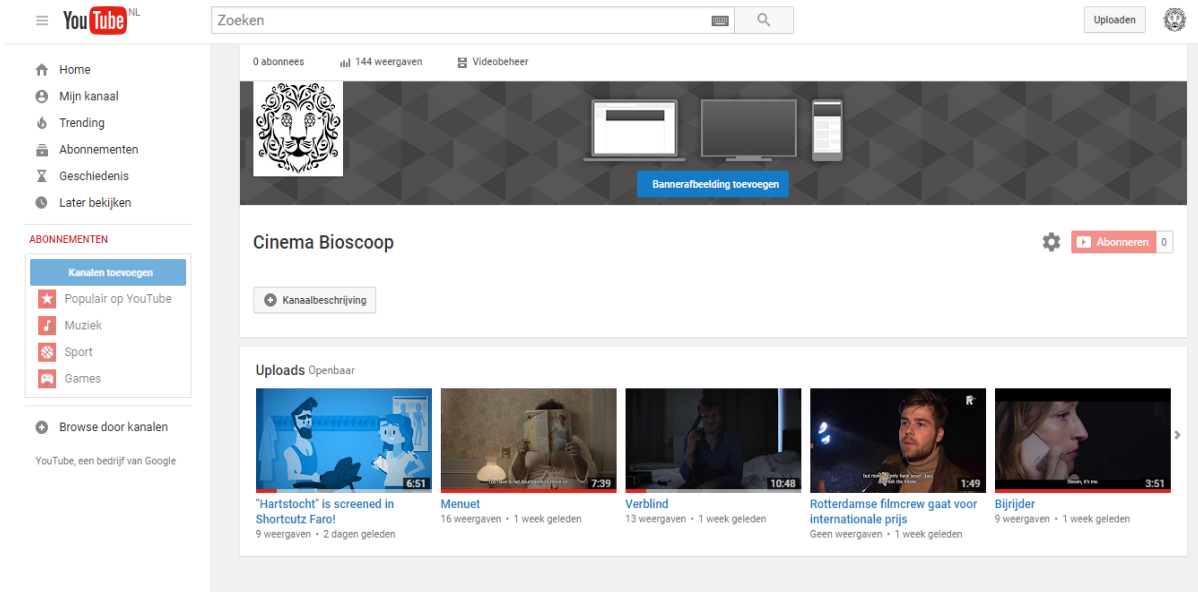 YouTube NL
Zoeken
Uploaden
Home
Mijn kanaal
Trending
Abonnementen
Geschiedenis
Later bekijken
ABONNEMENTEN
Kanalen toevoegen
Populair op YouTube
Muziek
Sport
Games
Browse door kanalen
YouTube, een bedrijf van Google
0 abonnees 144 weergaven Videobeheer
Bannerafbeelding toevoegen
Cinema Bioscoop
Abonneren 0
Kanaalbeschrijving
Uploads Openbaar
6:51
"Hartstocht" is screened in
Shortcutz Faro!
9 weergaven • 2 dagen geleden
7:39
Menuet
16 weergaven • 1 week geleden
10:48
Verblind
13 weergaven • 1 week geleden
R
1:49
Rotterdamse filmcrew gaat voor
internationale prijs
Geen weergaven • 1 week geleden
Steven, it's me.
3:51
Bijrijder
9 weergaven • 1 week geleden